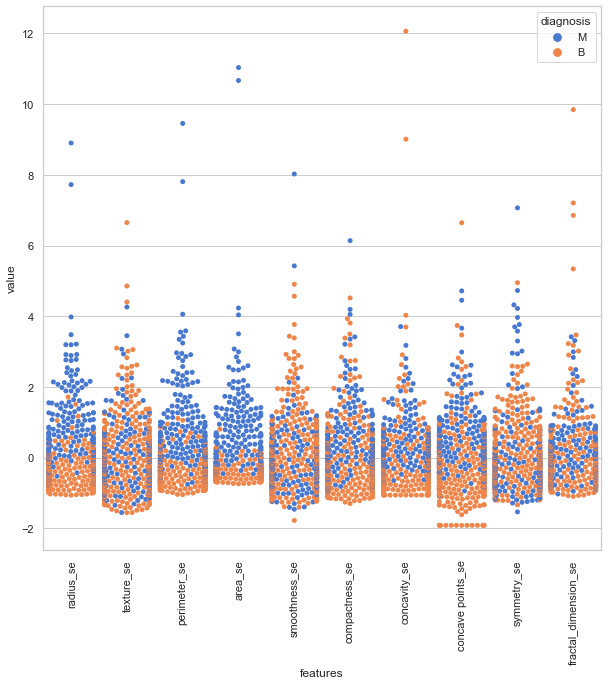 diagnosis
M
B
12
10
8
6
4
2
0
−2
value
radius_se
texture_se
perimeter_se
area_se
smoothness_se
compactness_se
concavity_se
concave points_se
symmetry_se
fractal_dimension_se
features